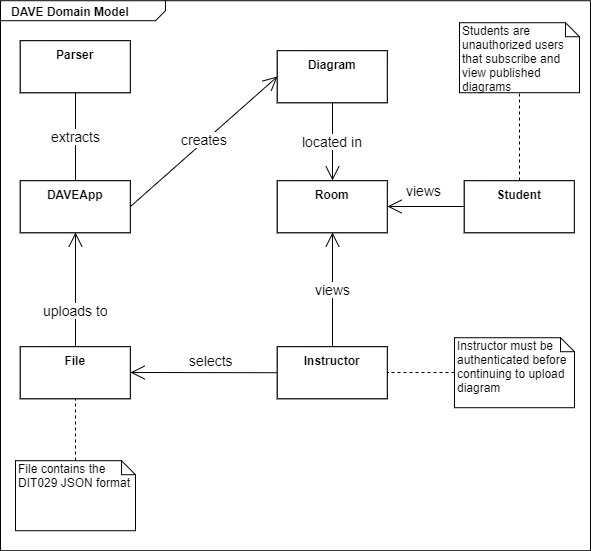 DAVE Domain Model
Students are
unauthorized users
that subscribe and
view published
diagrams
Parser
Diagram
extracts
creates
located in
DAVEApp
Room
views
Student
uploads to
views
File
selects
Instructor
Instructor must be
authenticated before
continuing to upload
diagram
File contains the
DIT029 JSON format